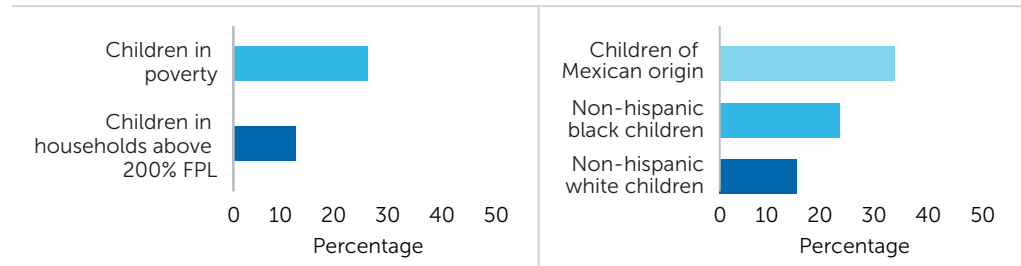 Children in
poverty
Children in
households above
200% FPL
0 10 20 30 40 50
Percentage
Children of
Mexican origin
Non-hispanic
black children
Non-hispanic
white children
0 10 20 30 40 50
Percentage